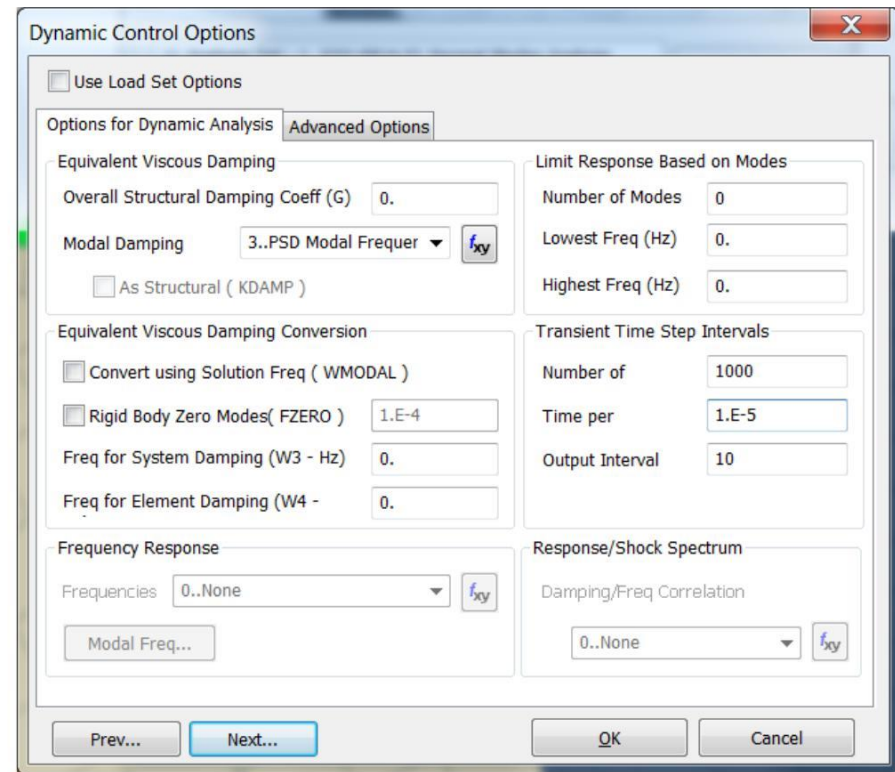 Dynamic Control Options
Use Load Set Options
Options for Dynamic Analysis
Advanced Options
Equivalent Viscous Damping
Overall Structural Damping Coeff (G)
0.
Modal Damping
3..PSD Modal Frequer
fxy
As Structural ( KDAMP )
Limit Response Based on Modes
Number of Modes
0
Lowest Freq (Hz)
0.
Highest Freq (Hz)
0.
Equivalent Viscous Damping Conversion
Convert using Solution Freq ( WMODAL )
Rigid Body Zero Modes( FZERO )
1.E-4
Freq for System Damping (W3 - Hz)
0.
Freq for Element Damping (W4 -
0.
Transient Time Step Intervals
Number of
1000
Time per
1.E-5
Output Interval
10
Frequency Response
Frequencies
0..None
fxy
Modal Freq...
Response/Shock Spectrum
Damping/Freq Correlation
0..None
fxy
Prev...
Next...
OK
Cancel